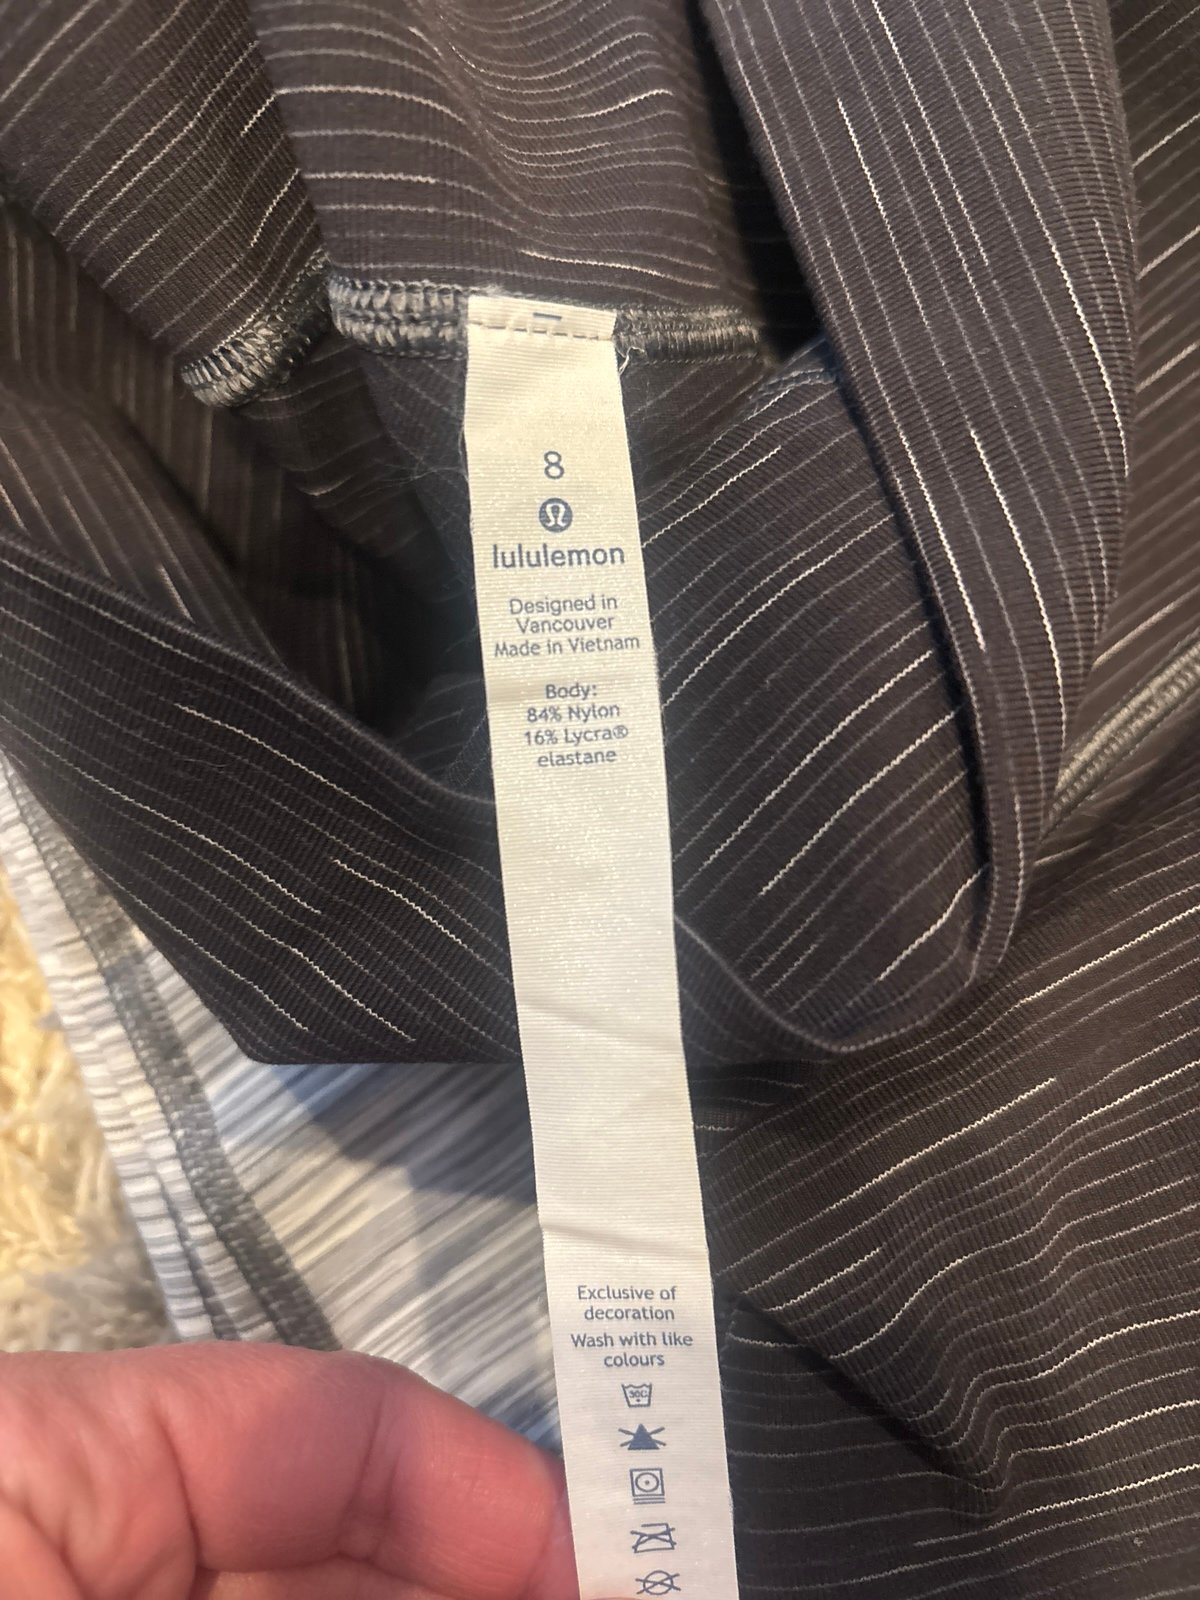 8
lululemon
Designed in
Vancouver
Made in Vietnam
Body:
84% Nylon
16% Lycra®
elastane
Exclusive of
decoration
Wash with like
colours
30C